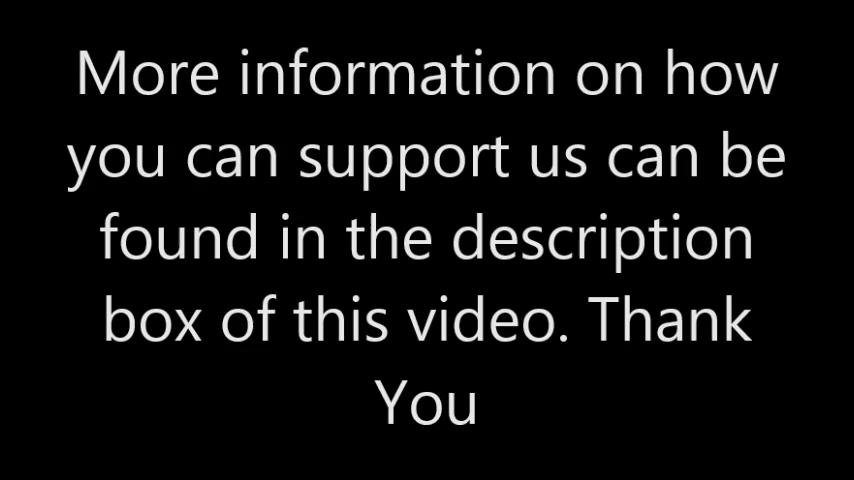 More information on how
you can support us can be
found in the description
box of this video. Thank
You